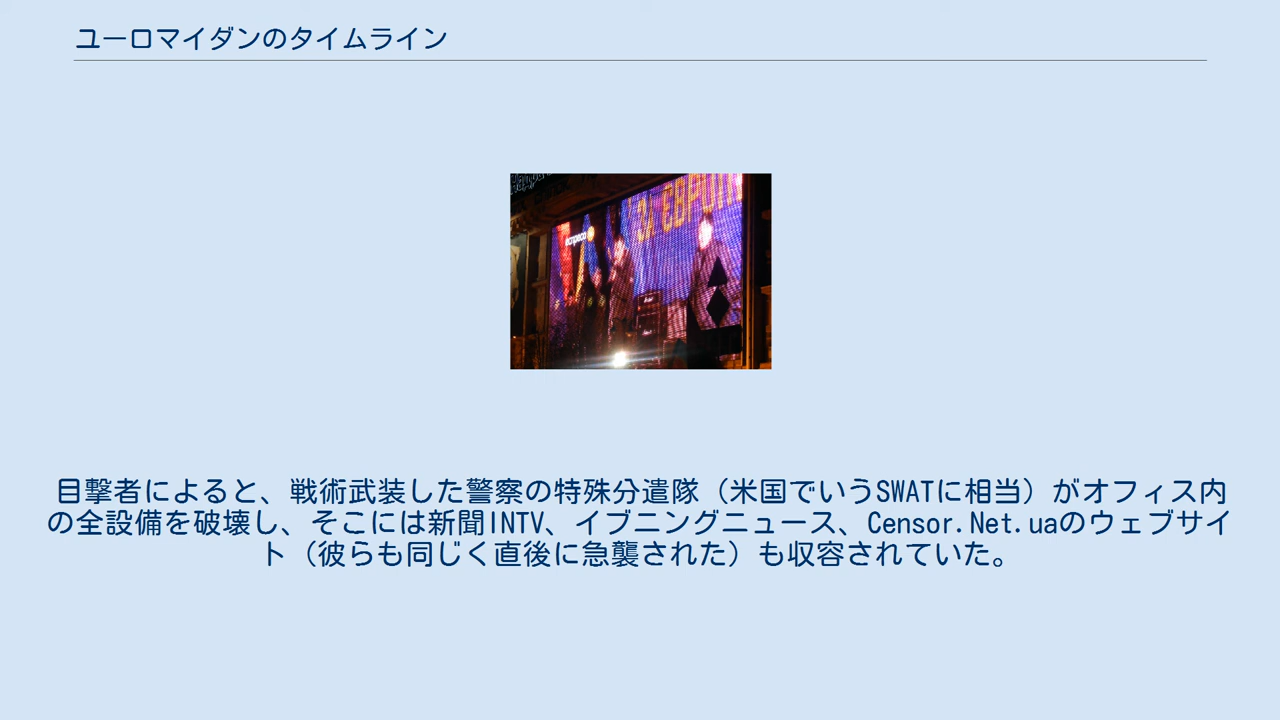 ユーロマイダンのタイムライン
目撃者によると、戦術武装した警察の特殊分遣隊（米国でいうSWATに相当）がオフィス内
の全設備を破壊し、そこには新聞INTV、イブニングニュース、Censor.Net.uaのウェブサイ
ト（彼らも同じく直後に急襲された）も収容されていた。